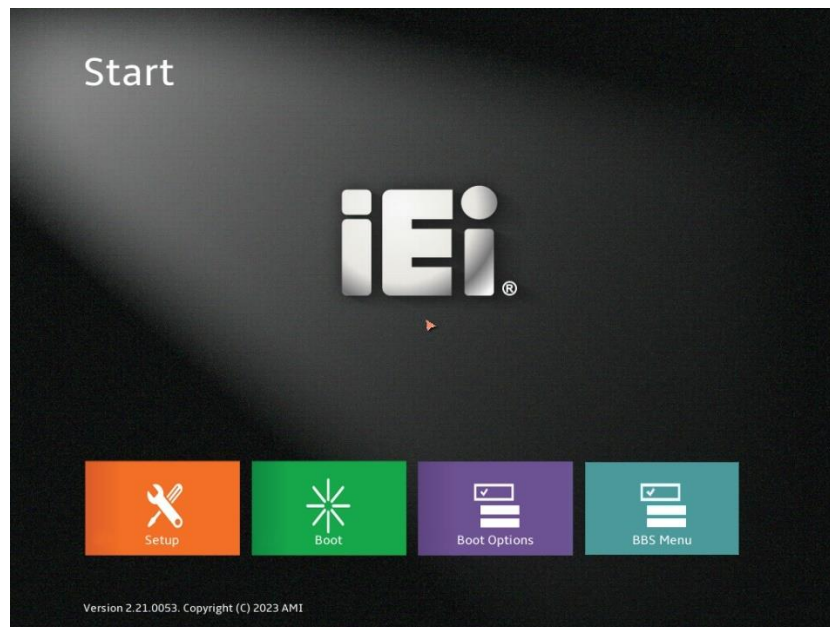 Start
iEi®
Setup
Boot
Boot Options
BBS Menu
Version 2.21.0053. Copyright (C) 2023 AMI